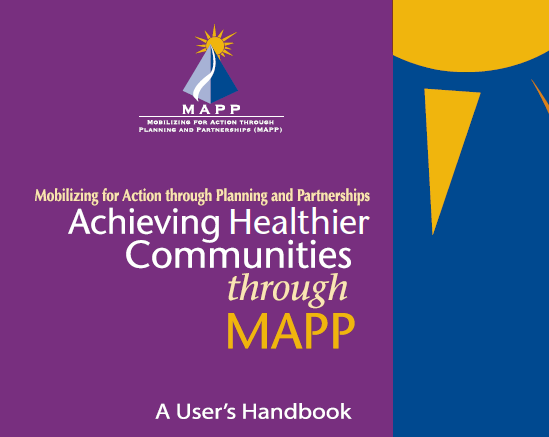 MAPP
MOBILIZING FOR ACTION THROUGH
PLANNING AND PARTNERSHIPS (MAPP)
Mobilizing for Action through Planning and Partnerships
Achieving Healthier
Communities
through
MAPP
A User's Handbook